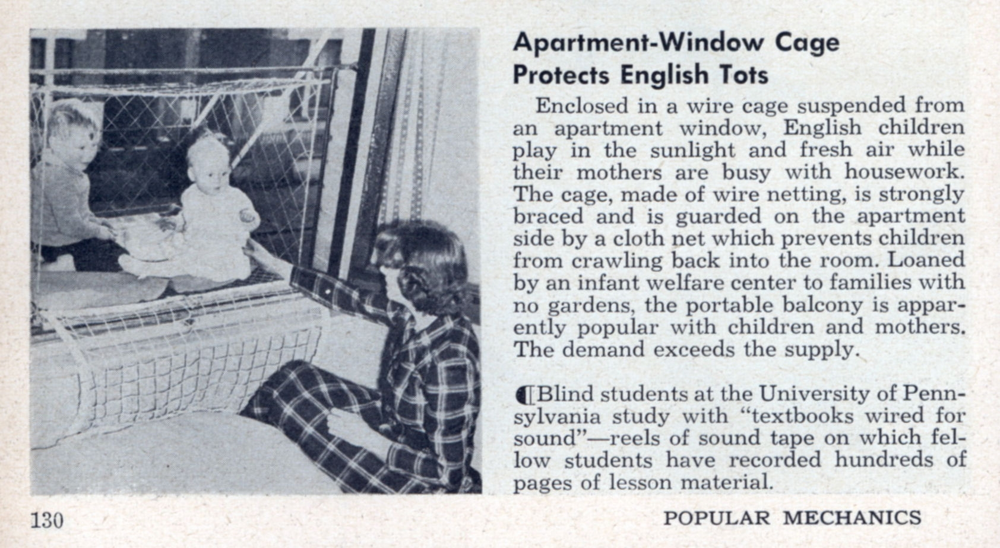 Apartment-Window Cage
Protects English Tots
Enclosed in a wire cage suspended from
an apartment window, English children
play in the sunlight and fresh air while
their mothers are busy with housework.
The cage, made of wire netting, is strongly
braced and is guarded on the apartment
side by a cloth net which prevents children
from crawling back into the room. Loaned
by an infant welfare center to families with
no gardens, the portable balcony is appar-
ently popular with children and mothers.
The demand exceeds the supply.
¶Blind students at the University of Penn-
sylvania study with “textbooks wired for
sound”—reels of sound tape on which fel-
low students have recorded hundreds of
pages of lesson material.
130
POPULAR MECHANICS